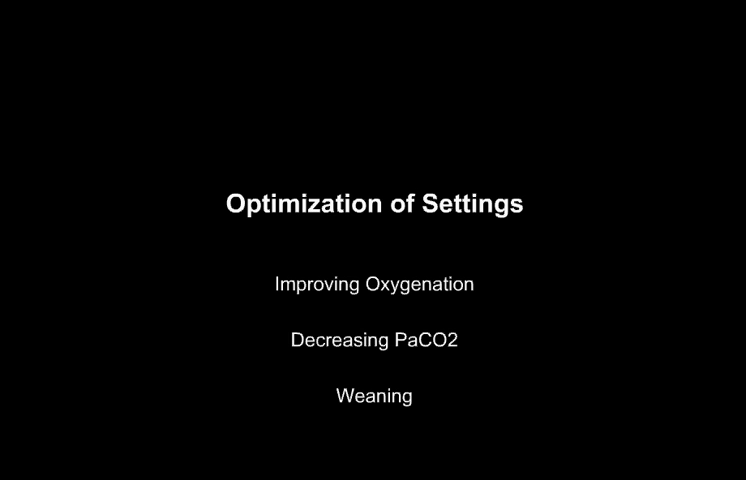 Optimization of Settings
Improving Oxygenation
Decreasing PaCO2
Weaning